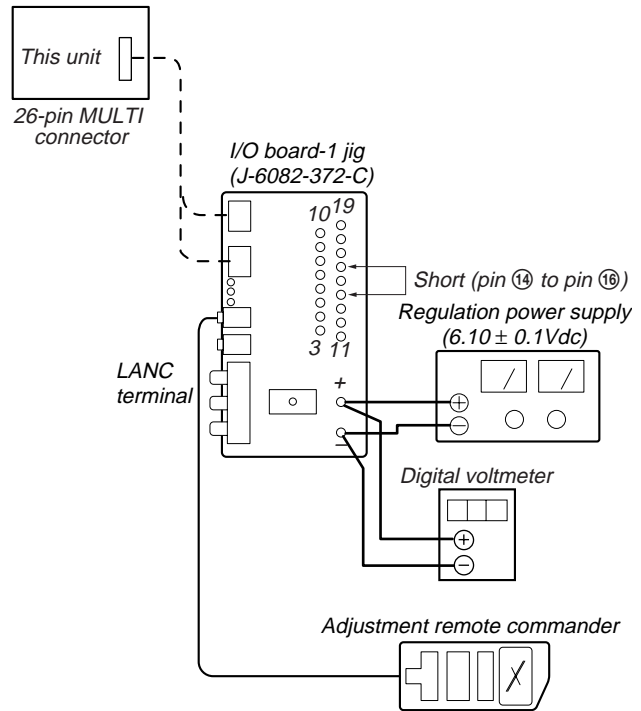 This unit
26-pin MULTI
connector
I/O board-1 jig
(J-6082-372-C)
10 19
Short (pin ⑭ to pin ⑯)
Regulation power supply
(6.10 ± 0.1Vdc)
3 11
LANC
terminal
+
−
+
−
Digital voltmeter
+
−
Adjustment remote commander